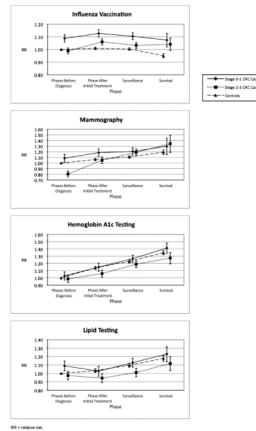 Influenza Vaccination
1.20
1.10
RR
1.00
0.90
0.80
Phases Before Diagnosis
Phase After Initial Treatment
Surveillance
Survival
Phase
Stage 0-1 CRC Cas
Stage 2-3 CRC Cas
Controls
Mammography
1.60
1.50
1.40
1.30
1.20
RR
1.10
1.00
0.90
0.80
0.70
Phases Before Diagnosis
Phase After Initial Treatment
Surveillance
Survival
Phase
Hemoglobin A1c Testing
1.60
1.50
1.40
1.30
RR
1.20
1.10
1.00
0.90
Phases Before Diagnosis
Phase After Initial Treatment
Surveillance
Survival
Phase
Lipid Testing
1.40
1.30
1.20
RR
1.10
1.00
0.90
0.80
Phases Before Diagnosis
Phase After Initial Treatment
Surveillance
Survival
Phase
RR = relative risk